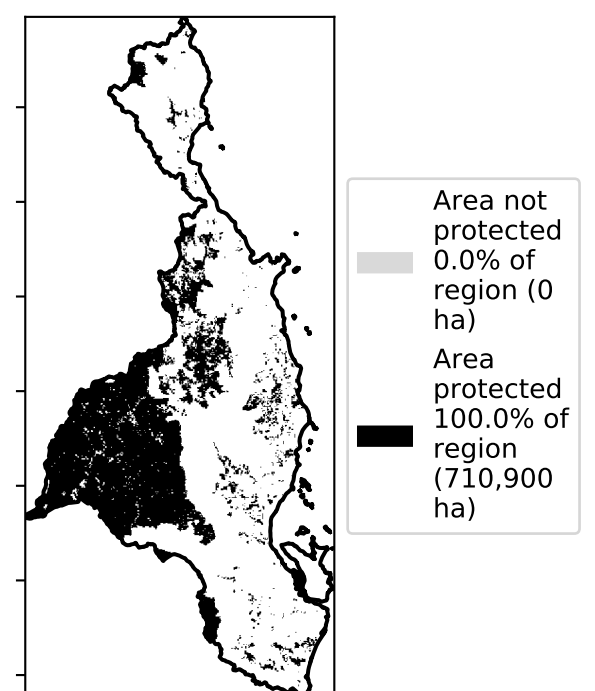 Area not
protected
0.0% of
region (0
ha)
Area
protected
100.0% of
region
(710,900
ha)